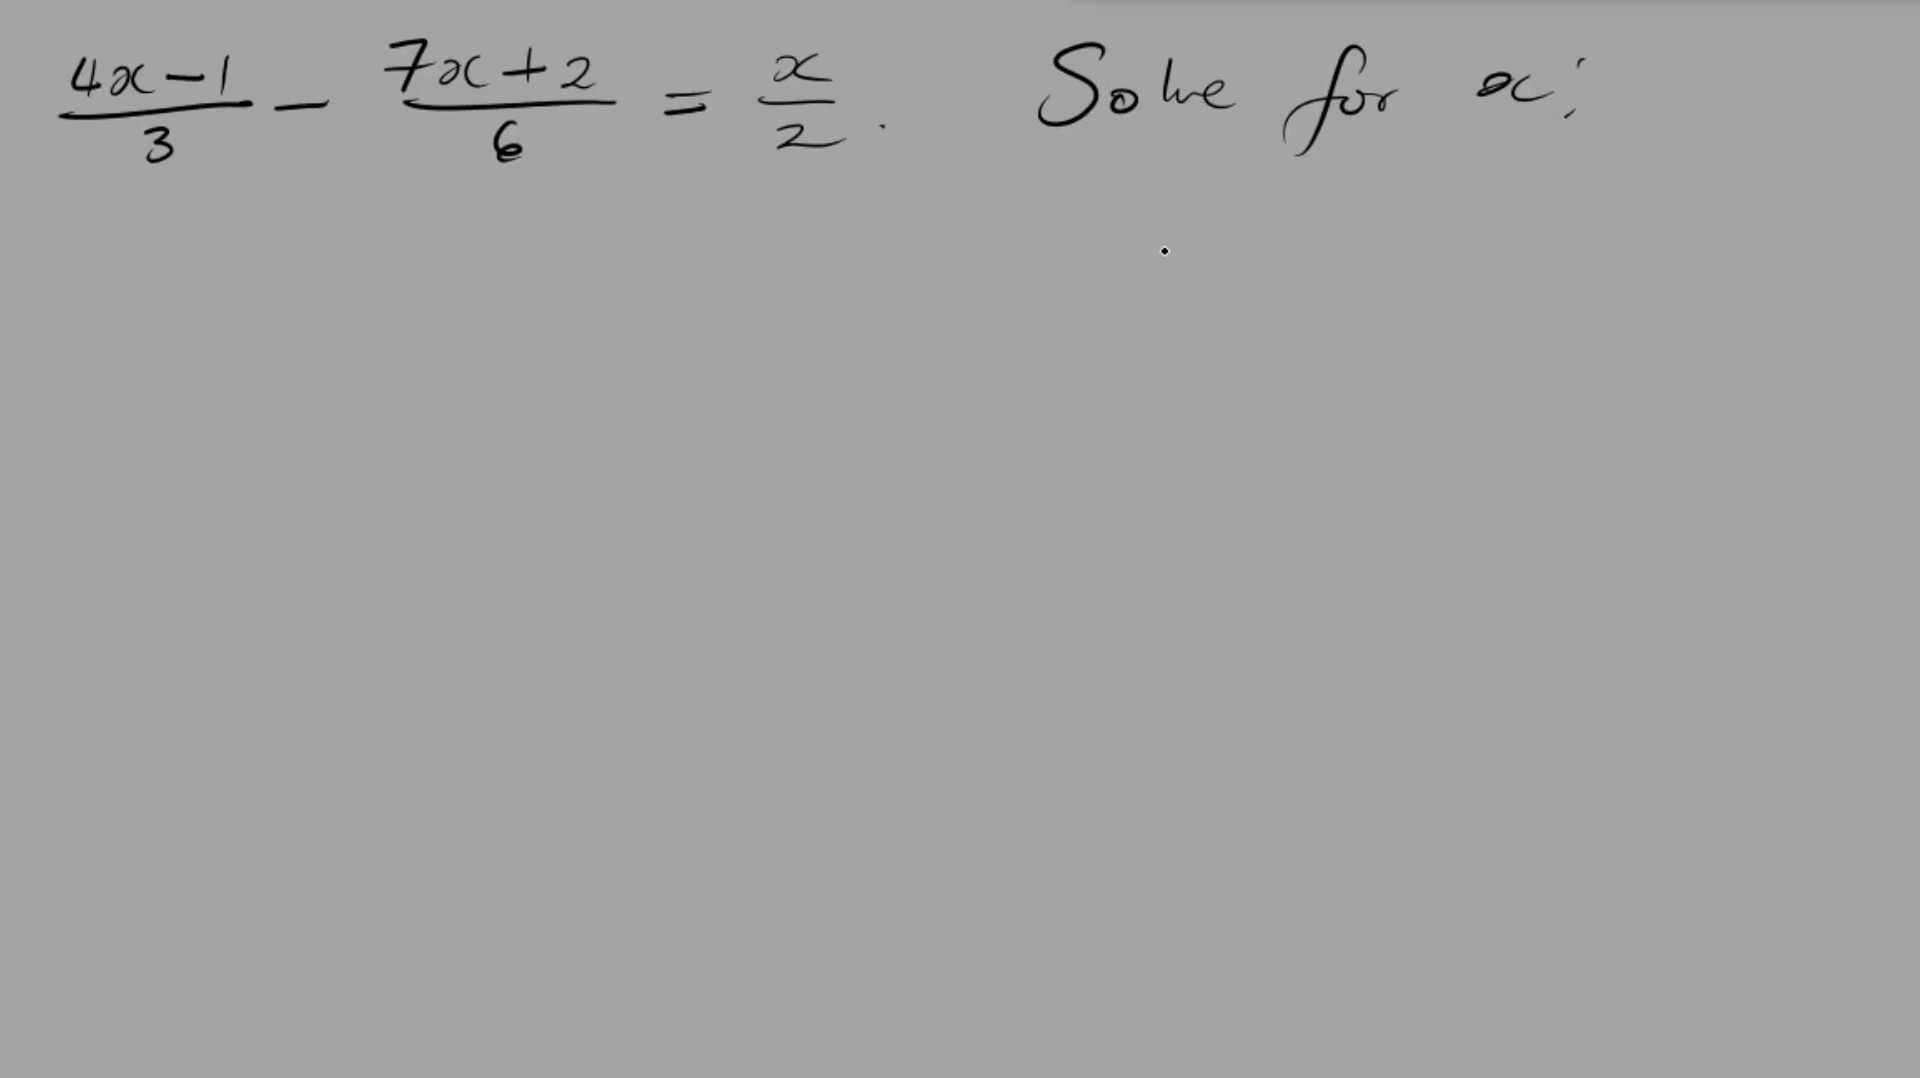 (4x-1)/3 - (7x+2)/6 = x/2. Solve for x: